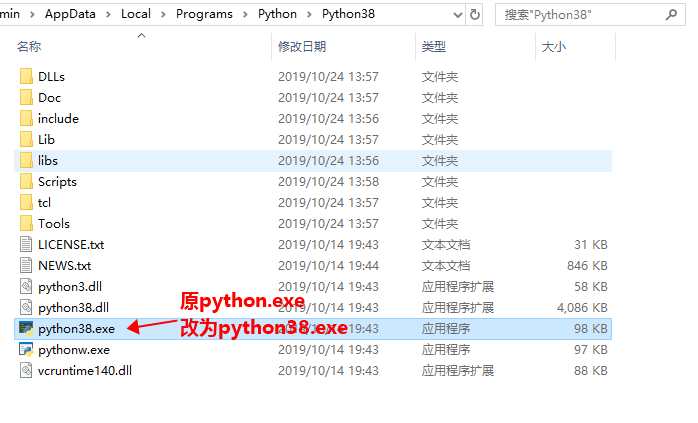 min > AppData > Local > Programs > Python > Python38
搜索"Python38"
名称 修改日期 类型 大小
DLLs 2019/10/24 13:57 文件夹
Doc 2019/10/24 13:57 文件夹
include 2019/10/24 13:56 文件夹
Lib 2019/10/24 13:57 文件夹
libs 2019/10/24 13:56 文件夹
Scripts 2019/10/24 13:58 文件夹
tcl 2019/10/24 13:57 文件夹
Tools 2019/10/24 13:57 文件夹
LICENSE.txt 2019/10/14 19:43 文本文档 31 KB
NEWS.txt 2019/10/14 19:44 文本文档 846 KB
python3.dll 2019/10/14 19:43 应用程序扩展 58 KB
python38.dll 2019/10/14 19:43 应用程序扩展 4,086 KB
原python.exe
改为python38.exe
python38.exe 2019/10/14 19:43 应用程序 98 KB
pythonw.exe 2019/10/14 19:43 应用程序 97 KB
vcruntime140.dll 2019/10/14 19:43 应用程序扩展 88 KB